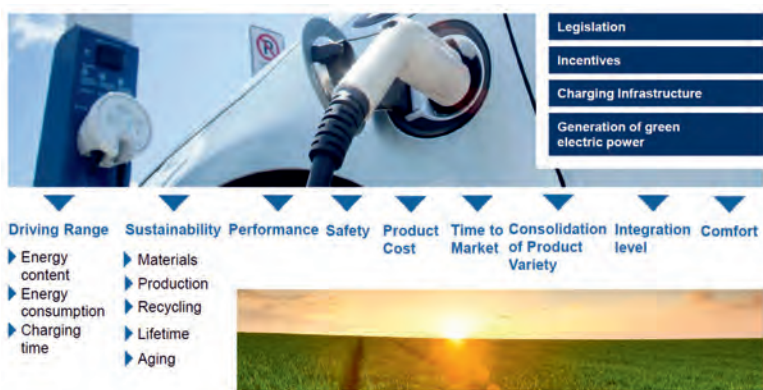 Legislation
Incentives
Charging Infrastructure
Generation of green
electric power
Driving Range
Energy
content
Energy
consumption
Charging
time
Sustainability
Materials
Production
Recycling
Lifetime
Aging
Performance
Safety
Product
Cost
Time to
Market
Consolidation
of Product
Variety
Integration
level
Comfort